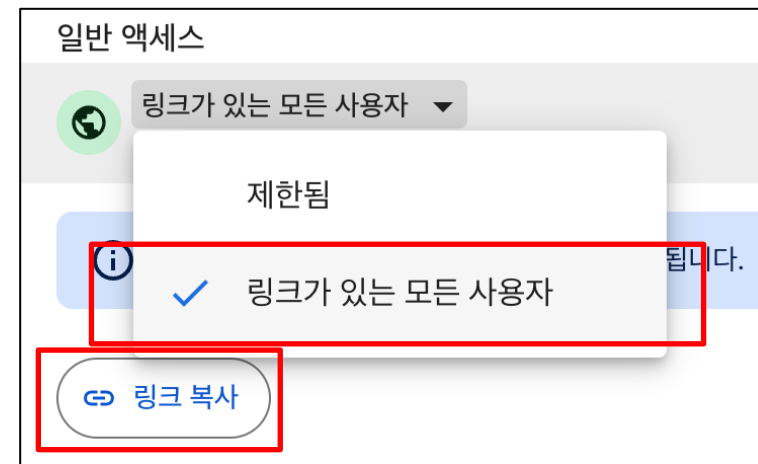 일반 액세스
링크가 있는 모든 사용자
제한됨
됩니다.
링크가 있는 모든 사용자
링크 복사